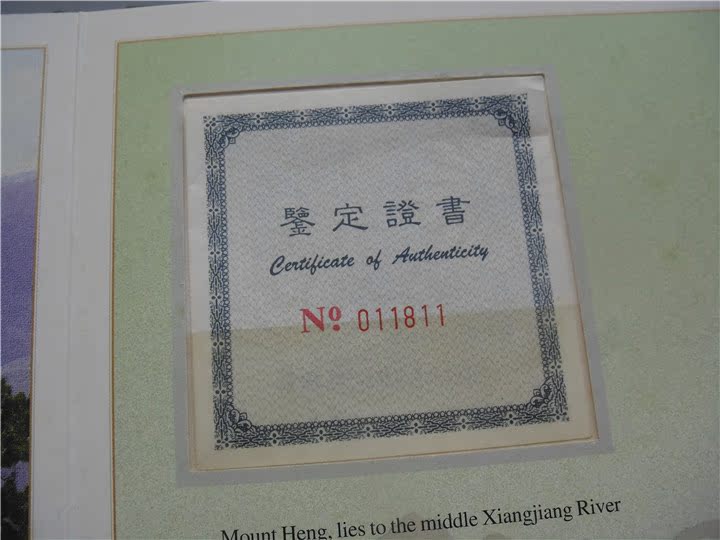 鑒定證書
Certificate of Authenticity
Nº 011811
Mount Heng, lies to the middle Xiangjiang River